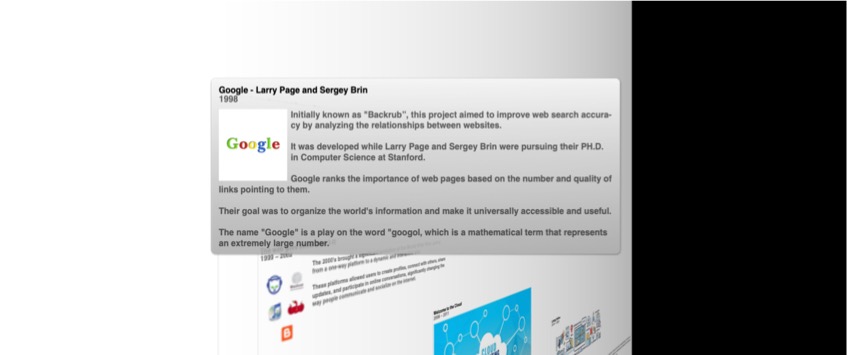 Google - Larry Page and Sergey Brin
1998
Initially known as "Backrub", this project aimed to improve web search accura-
cy by analyzing the relationships between websites.
Google
It was developed while Larry Page and Sergey Brin were pursuing their PH.D.
in Computer Science at Stanford.
Google ranks the importance of web pages based on the number and quality of
links pointing to them.
Their goal was to organize the world's information and make it universally accessible and useful.
The name "Google" is a play on the word "googol, which is a mathematical term that represents
an extremely large number.
The 2000's brought a
from a one-way platform to a dynamic and
These platforms allowed users to create profiles, connect with others, share
updates, and participate in online conversations, significantly changing the
way people communicate and socialize on the internet.
Welcome to the Cloud
CLOUD